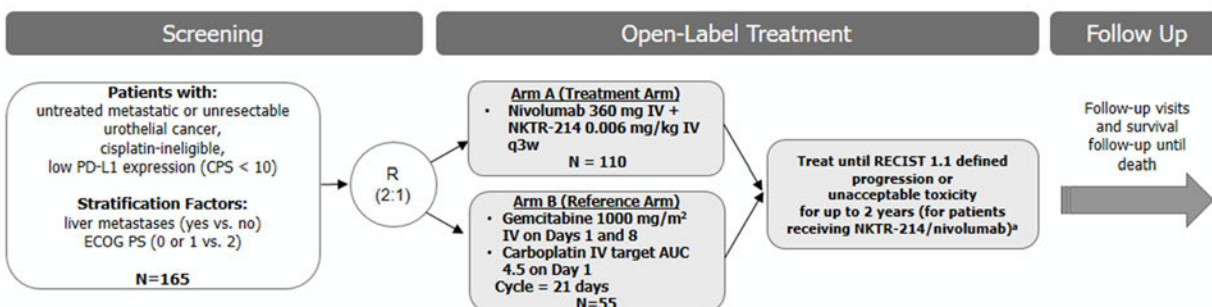 Screening
Open-Label Treatment
Follow Up
Patients with:
untreated metastatic or unresectable
urothelial cancer,
cisplatin-ineligible,
low PD-L1 expression (CPS < 10)
Stratification Factors:
liver metastases (yes vs. no)
ECOG PS (0 or 1 vs. 2)
N=165
R
(2:1)
Arm A (Treatment Arm)
• Nivolumab 360 mg IV +
NKTR-214 0.006 mg/kg IV
q3w
N = 110
Arm B (Reference Arm)
• Gemcitabine 1000 mg/m²
IV on Days 1 and 8
• Carboplatin IV target AUC
4.5 on Day 1
Cycle = 21 days
N=55
Treat until RECIST 1.1 defined
progression or
unacceptable toxicity
for up to 2 years (for patients
receiving NKTR-214/nivolumab)ᵃ
Follow-up visits
and survival
follow-up until
death